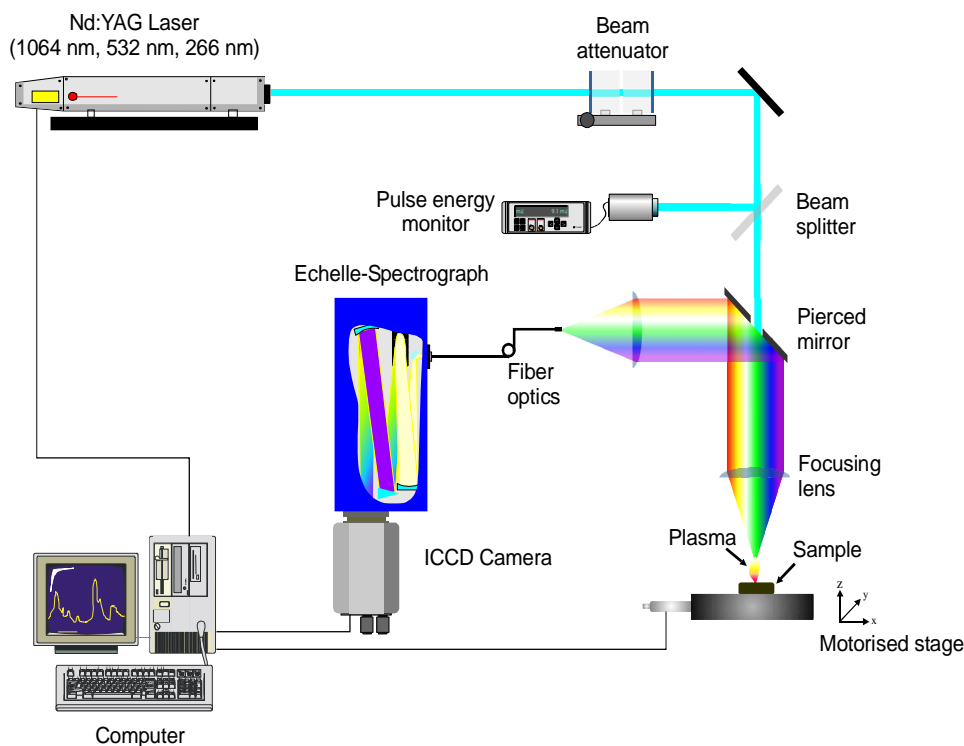 Nd:YAG Laser
(1064 nm, 532 nm, 266 nm)
Beam
attenuator
Pulse energy
monitor
Beam
splitter
Echelle-Spectrograph
Pierced
mirror
Fiber
optics
Focusing
lens
Plasma
Sample
ICCD Camera
z
y
x
Motorised stage
Computer